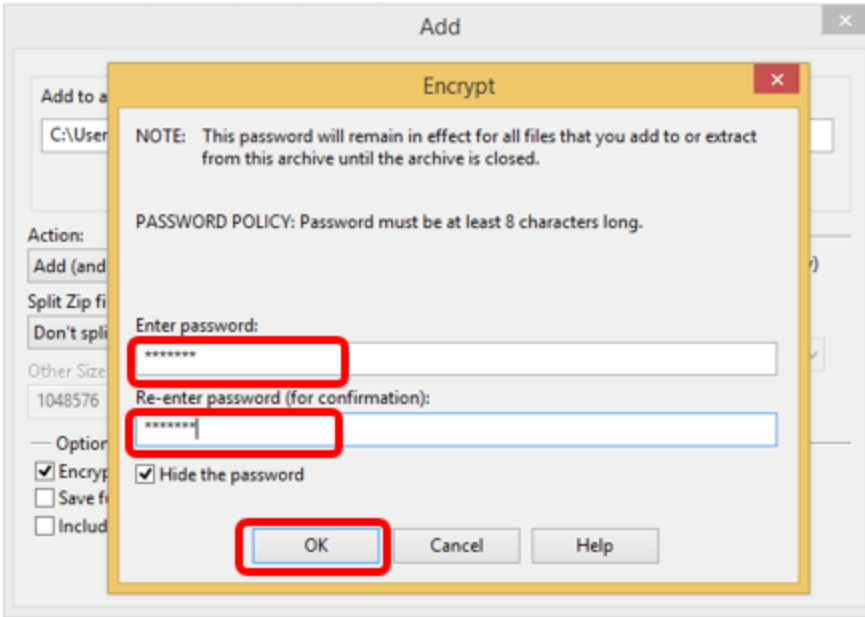 Add
Encrypt
Add to a
C:\User
NOTE: This password will remain in effect for all files that you add to or extract
from this archive until the archive is closed.
PASSWORD POLICY: Password must be at least 8 characters long.
Action:
Add (and
Split Zip fi
Don't spli
Other Size
1048576
Enter password:
*******
Re-enter password (for confirmation):
*******
Hide the password
Option
Encryp
Save f
Includ
OK Cancel Help